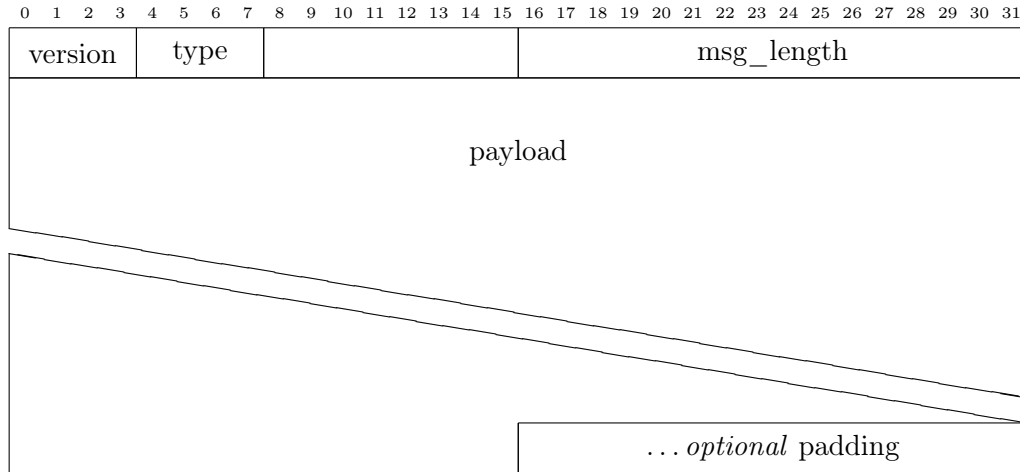 0 1 2 3 4 5 6 7 8 9 10 11 12 13 14 15 16 17 18 19 20 21 22 23 24 25 26 27 28 29 30 31
version type msg_length
payload
...optional padding